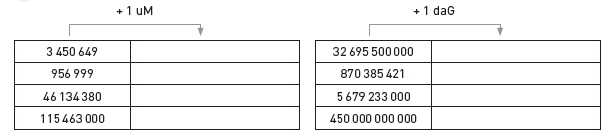 + 1 uM
3 450 649
956 999
46 134 380
115 463 000
+ 1 daG
32 695 500 000
870 385 421
5 679 233 000
450 000 000 000